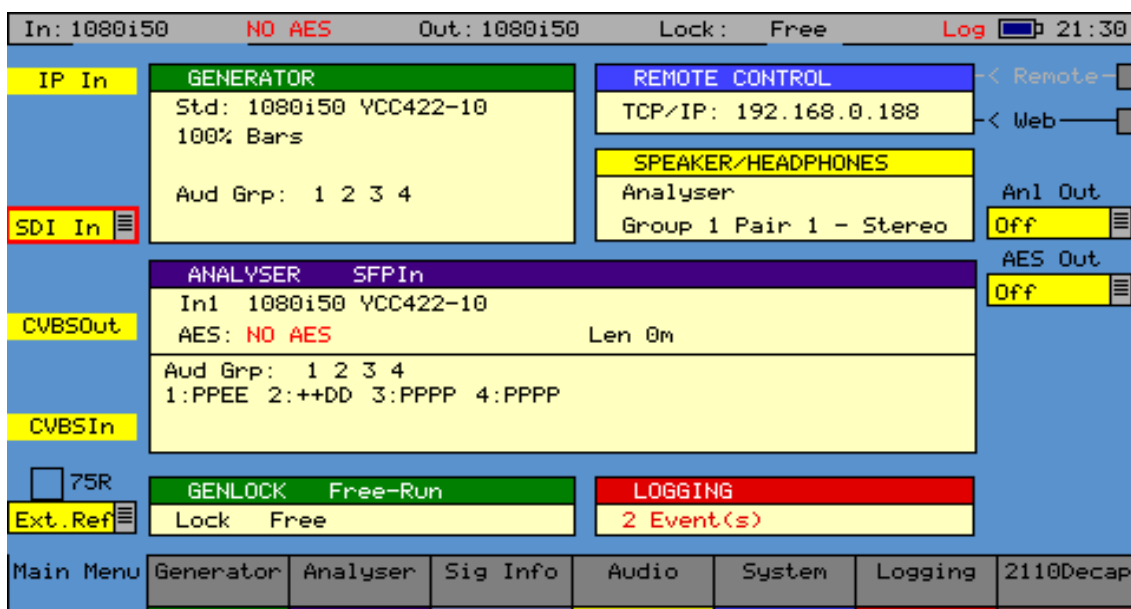 In: 1080i50 NO AES Out: 1080i50 Lock: Free Log 21:30
IP In
GENERATOR
Std: 1080i50 YCC422-10
100% Bars
Aud Grp: 1 2 3 4
REMOTE CONTROL
TCP/IP: 192.168.0.188
< Remote
< Web
SPEAKER/HEADPHONES
Analyser
Group 1 Pair 1 - Stereo
SDI In
Anl Out
Off
AES Out
Off
ANALYSER SFPIn
In1 1080i50 YCC422-10
AES: NO AES Len 0m
Aud Grp: 1 2 3 4
1:PPEE 2:++DD 3:PPPP 4:PPPP
CVBSOut
CVBSIn
75R
Ext.Ref
GENLOCK Free-Run
Lock Free
LOGGING
2 Event(s)
Main Menu Generator Analyser Sig Info Audio System Logging 2110Decap